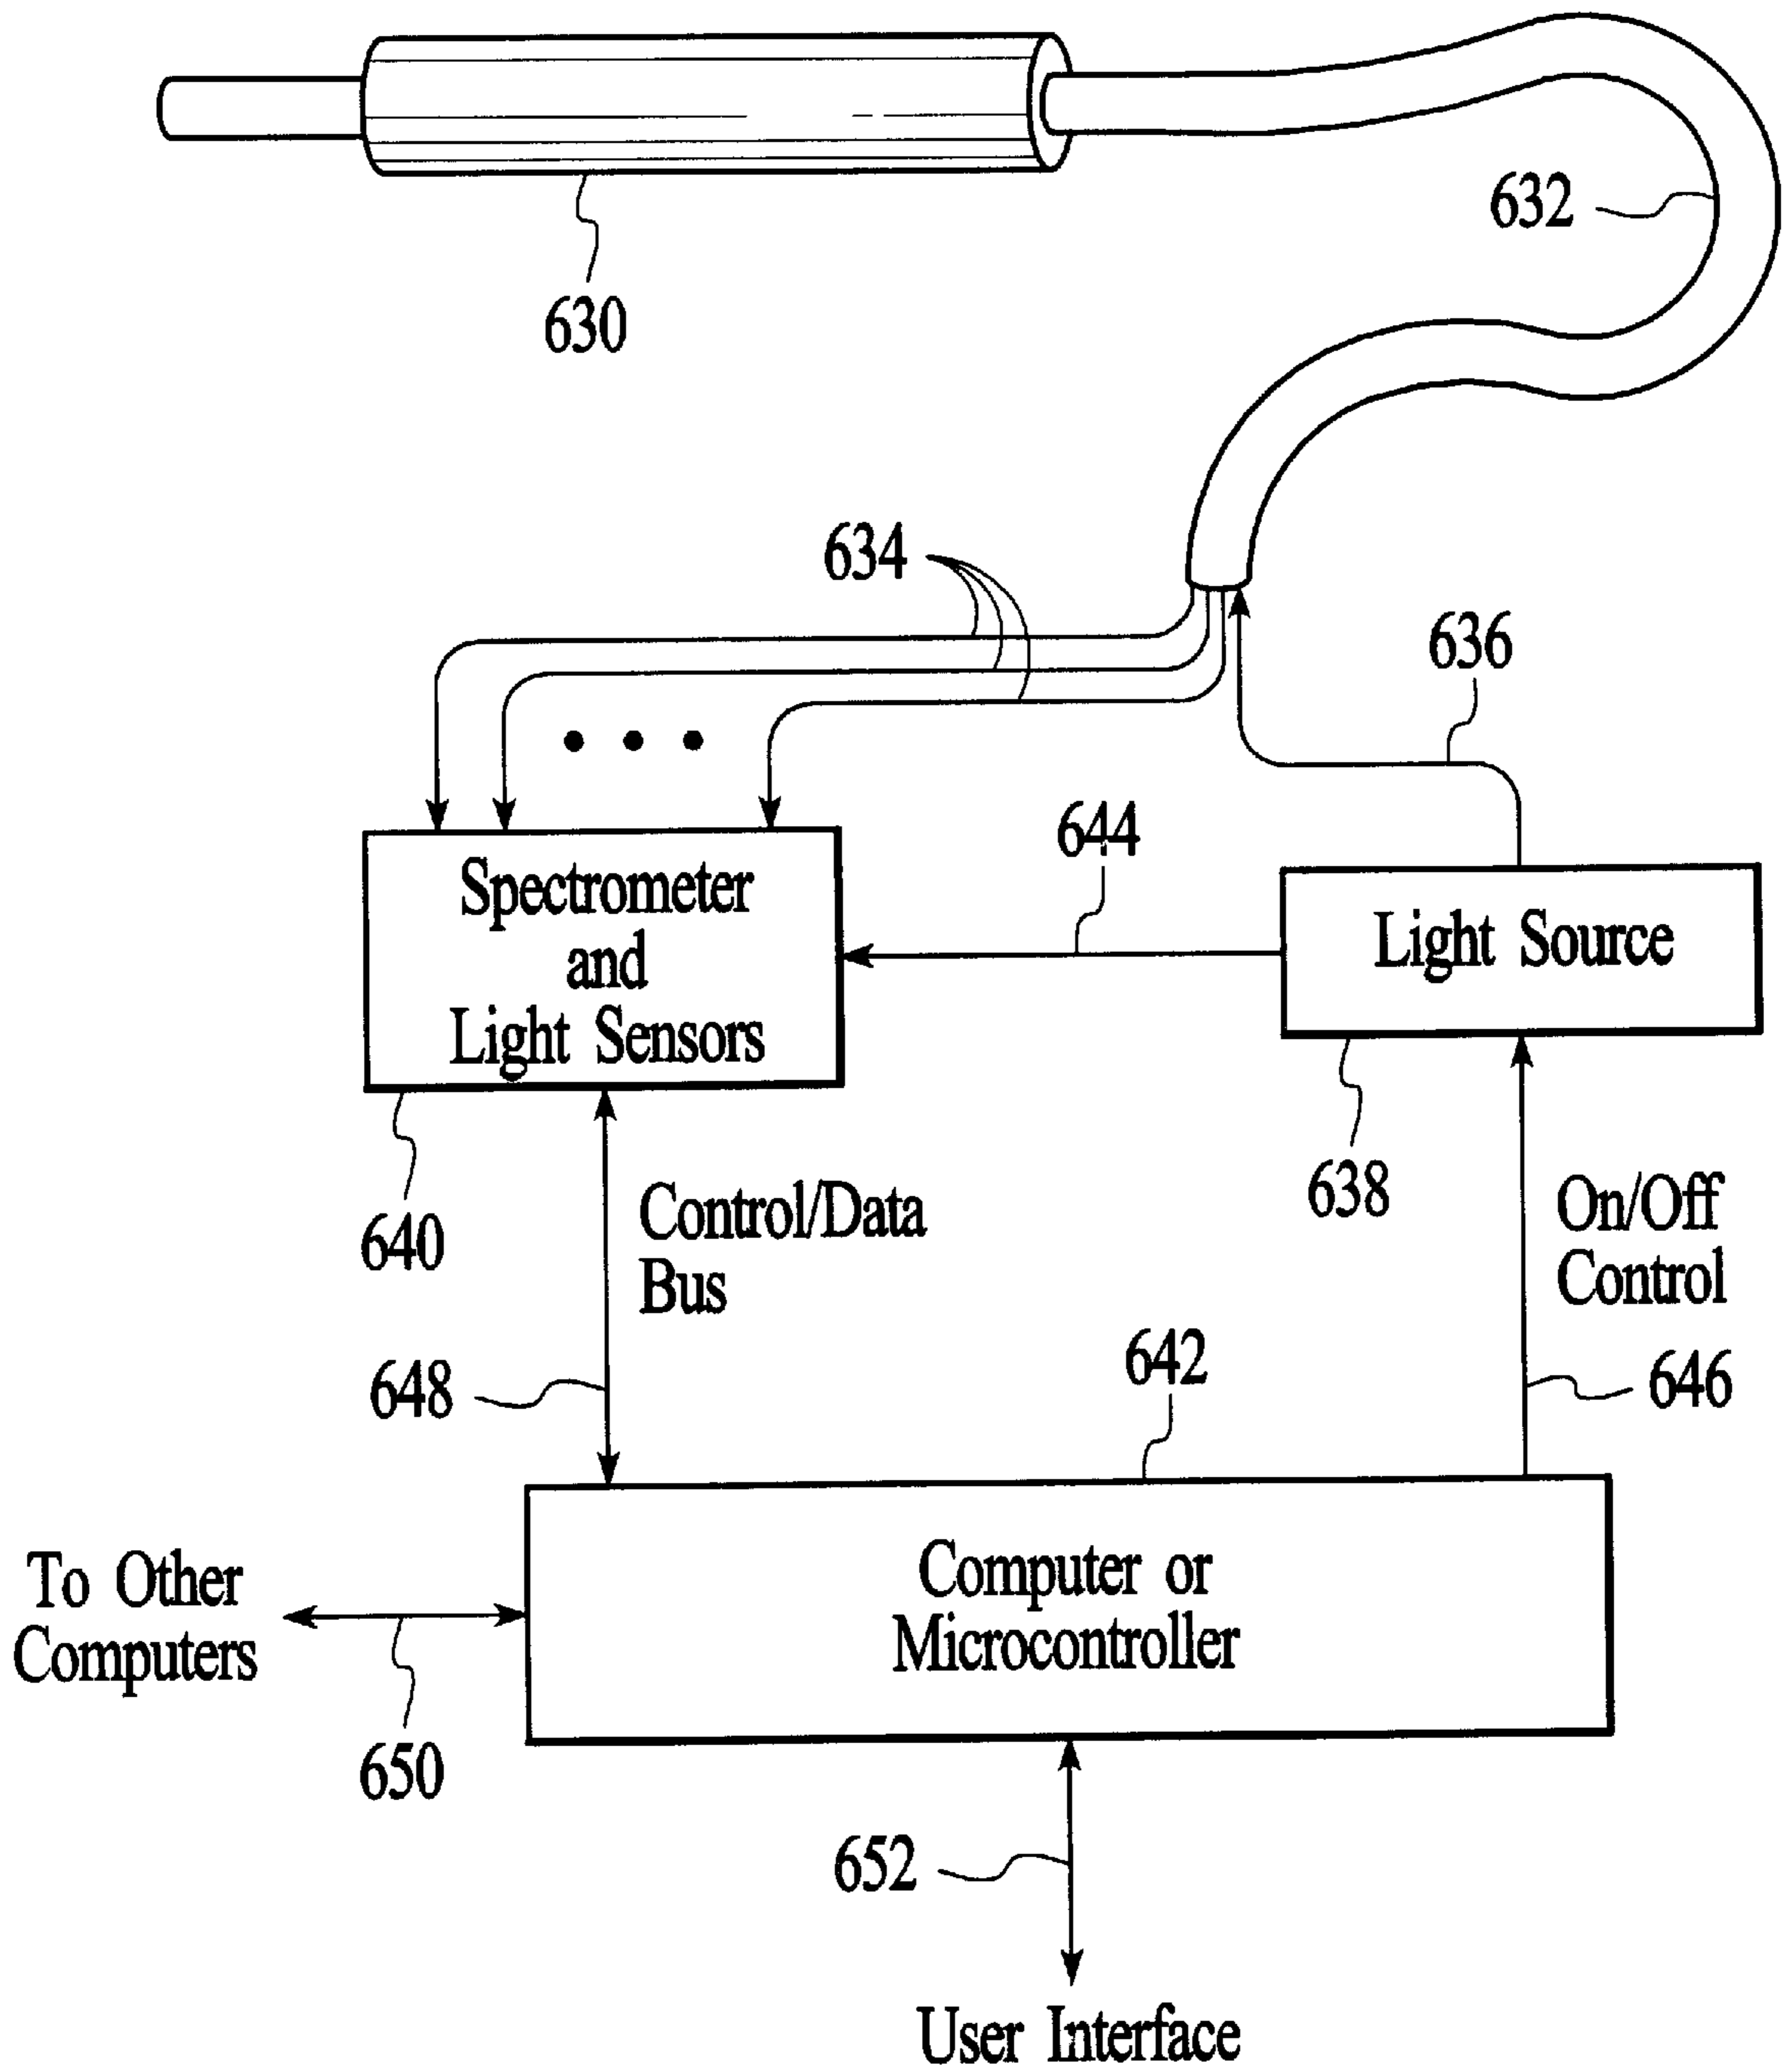 632
630
634
636
644
Spectrometer
and
Light Sensors
Light Source
640
638
Control/Data
Bus
On/Off
Control
648
642
646
To Other
Computers
Computer or
Microcontroller
650
652
User Interface